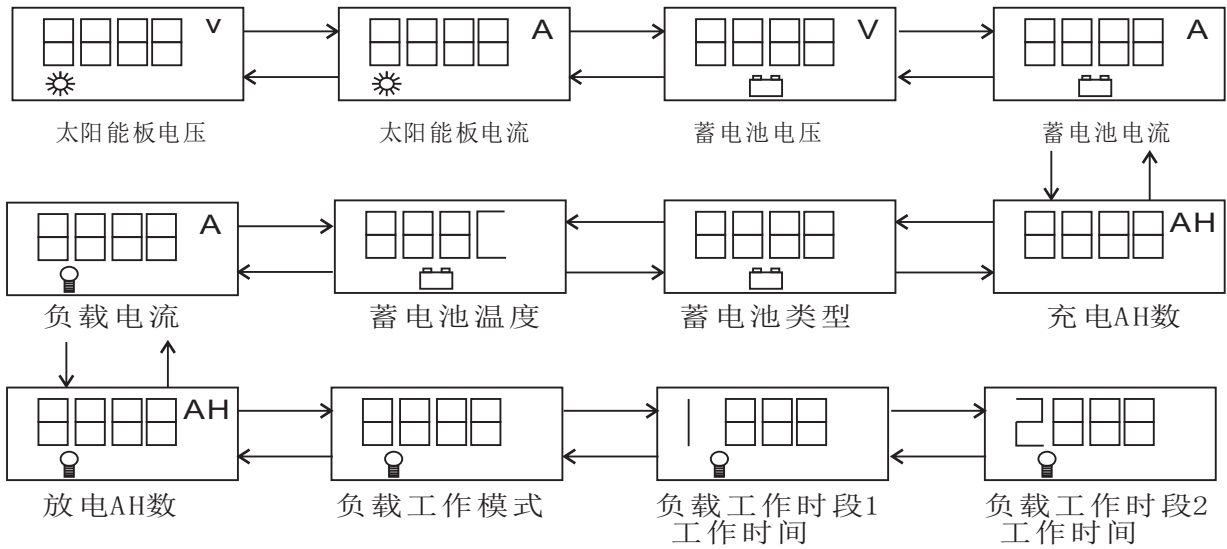 v A V A
太阳能板电压 太阳能板电流 蓄电池电压 蓄电池电流
A AH
负载电流 蓄电池温度 蓄电池类型 充电AH数
AH
放电AH数 负载工作模式 负载工作时段1 负载工作时段2
工作时间 工作时间